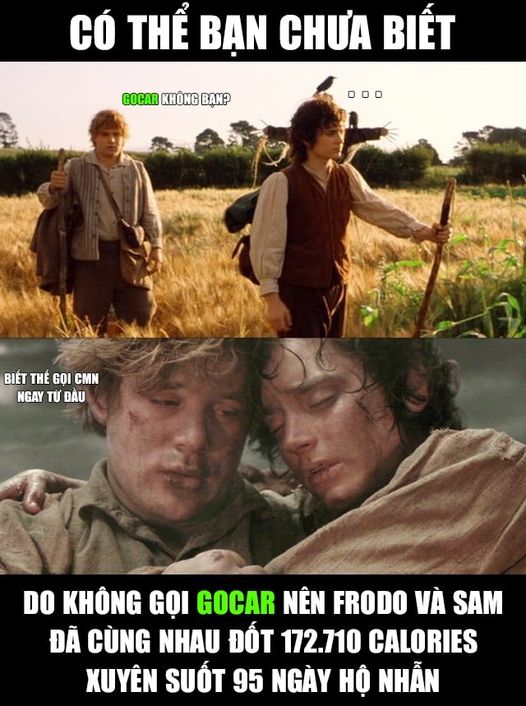 CÓ THỂ BẠN CHƯA BIẾT
GOCAR KHÔNG BẠN?
...
BIẾT THẾ GỌI CMN
NGAY TỪ ĐẦU
DO KHÔNG GỌI GOCAR NÊN FRODO VÀ SAM
ĐÃ CÙNG NHAU ĐỐT 172.710 CALORIES
XUYÊN SUỐT 95 NGÀY HỘ NHẪN